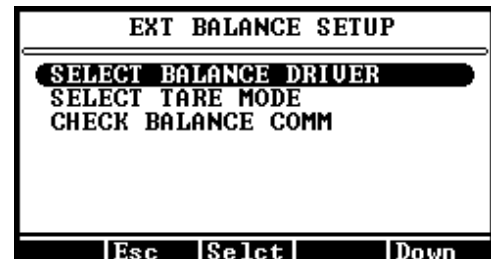 EXT BALANCE SETUP
SELECT BALANCE DRIVER
SELECT TARE MODE
CHECK BALANCE COMM
Esc Selct Down